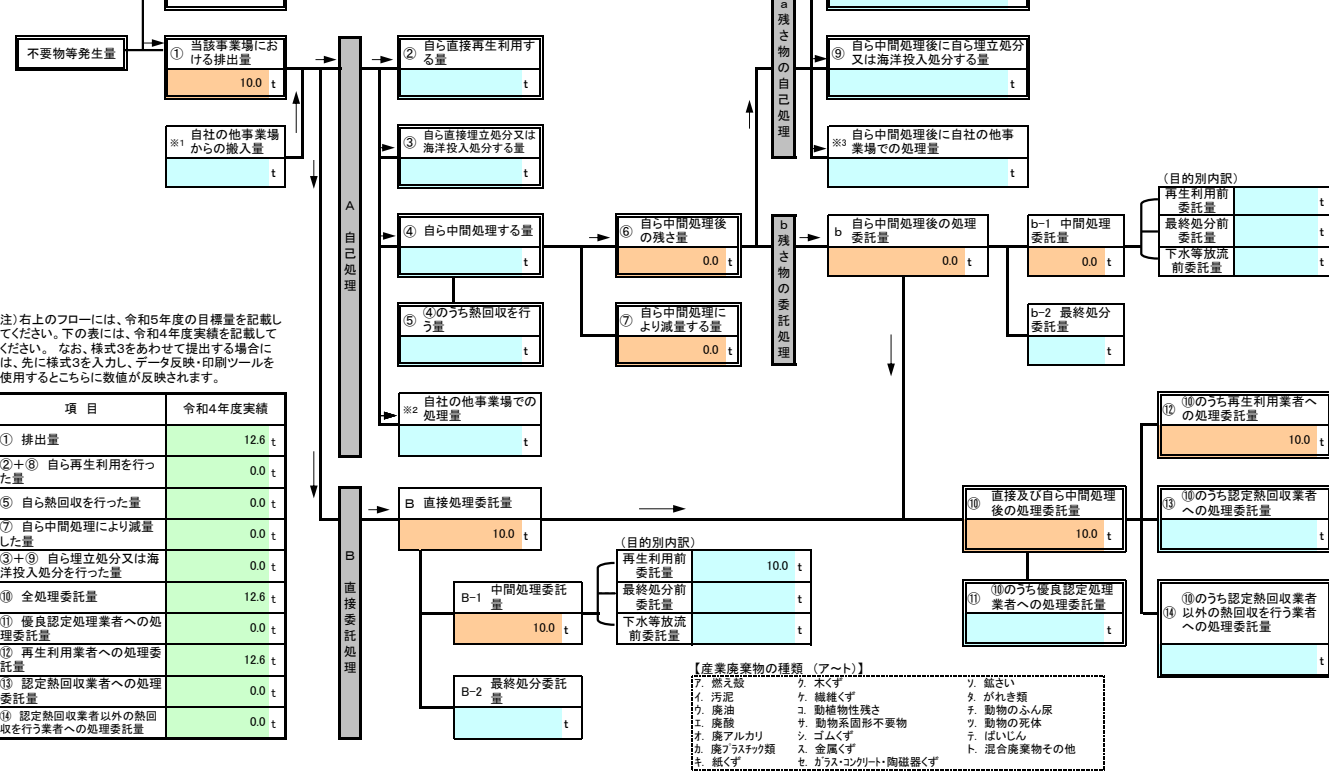 不要物等発生量
① 当該事業場にお
ける排出量
10.0 t
※1 自社の他事業場
からの搬入量
t
A 自己処理
② 自ら直接再生利用す
る量
t
③ 自ら直接埋立処分又は
海洋投入処分する量
t
④ 自ら中間処理する量
t
⑤ ④のうち熱回収を行
う量
t
※2 自社の他事業場での
処理量
t
⑥ 自ら中間処理後
の残さ量
0.0 t
⑦ 自ら中間処理に
より減量する量
0.0 t
a 残さ物の自己処理
⑨ 自ら中間処理後に自ら埋立処分
又は海洋投入処分する量
t
※3 自ら中間処理後に自社の他事
業場での処理量
t
b 残さ物の委託処理
b 自ら中間処理後の処理
委託量
0.0 t
b-1 中間処理
委託量
0.0 t
(目的別内訳)
再生利用前
委託量
t
最終処分前
委託量
t
下水等放流
前委託量
t
b-2 最終処分
委託量
t
注)右上のフローには、令和5年度の目標量を記載し
てください。下の表には、令和4年度実績を記載して
ください。 なお、様式3をあわせて提出する場合に
は、先に様式3を入力し、データ反映・印刷ツールを
使用するとこちらに数値が反映されます。
項 目 令和4年度実績
① 排出量 12.6 t
②+⑧ 自ら再生利用を行っ
た量 0.0 t
⑤ 自ら熱回収を行った量 0.0 t
⑦ 自ら中間処理により減量
した量 0.0 t
③+⑨ 自ら埋立処分又は海
洋投入処分を行った量 0.0 t
⑩ 全処理委託量 12.6 t
⑪ 優良認定処理業者への処
理委託量 0.0 t
⑫ 再生利用業者への処理委
託量 12.6 t
⑬ 認定熱回収業者への処理
委託量 0.0 t
⑭ 認定熱回収業者以外の熱回
収を行う業者への処理委託量 0.0 t
B 直接委託処理
B 直接処理委託量
10.0 t
B-1 中間処理委託
量
10.0 t
(目的別内訳)
再生利用前
委託量
10.0 t
最終処分前
委託量
t
下水等放流
前委託量
t
B-2 最終処分委託
量
t
⑩ 直接及び自ら中間処理
後の処理委託量
10.0 t
⑪ ⑩のうち優良認定処理
業者への処理委託量
t
⑫ ⑩のうち再生利用業者へ
の処理委託量
10.0 t
⑬ ⑩のうち認定熱回収業者
への処理委託量
t
⑭ ⑩のうち認定熱回収業者
以外の熱回収を行う業者
への処理委託量
t
【産業廃棄物の種類 (ア~ト)】
ア. 燃え殻 ク. 木くず ソ. 鉱さい
イ. 汚泥 ケ. 繊維くず タ. がれき類
ウ. 廃油 コ. 動植物性残さ チ. 動物のふん尿
エ. 廃酸 サ. 動物系固形不要物 ツ. 動物の死体
オ. 廃アルカリ シ. ゴムくず テ. ばいじん
カ. 廃プラスチック類 ス. 金属くず ト. 混合廃棄物その他
キ. 紙くず セ. ガラス・コンクリート・陶磁器くず